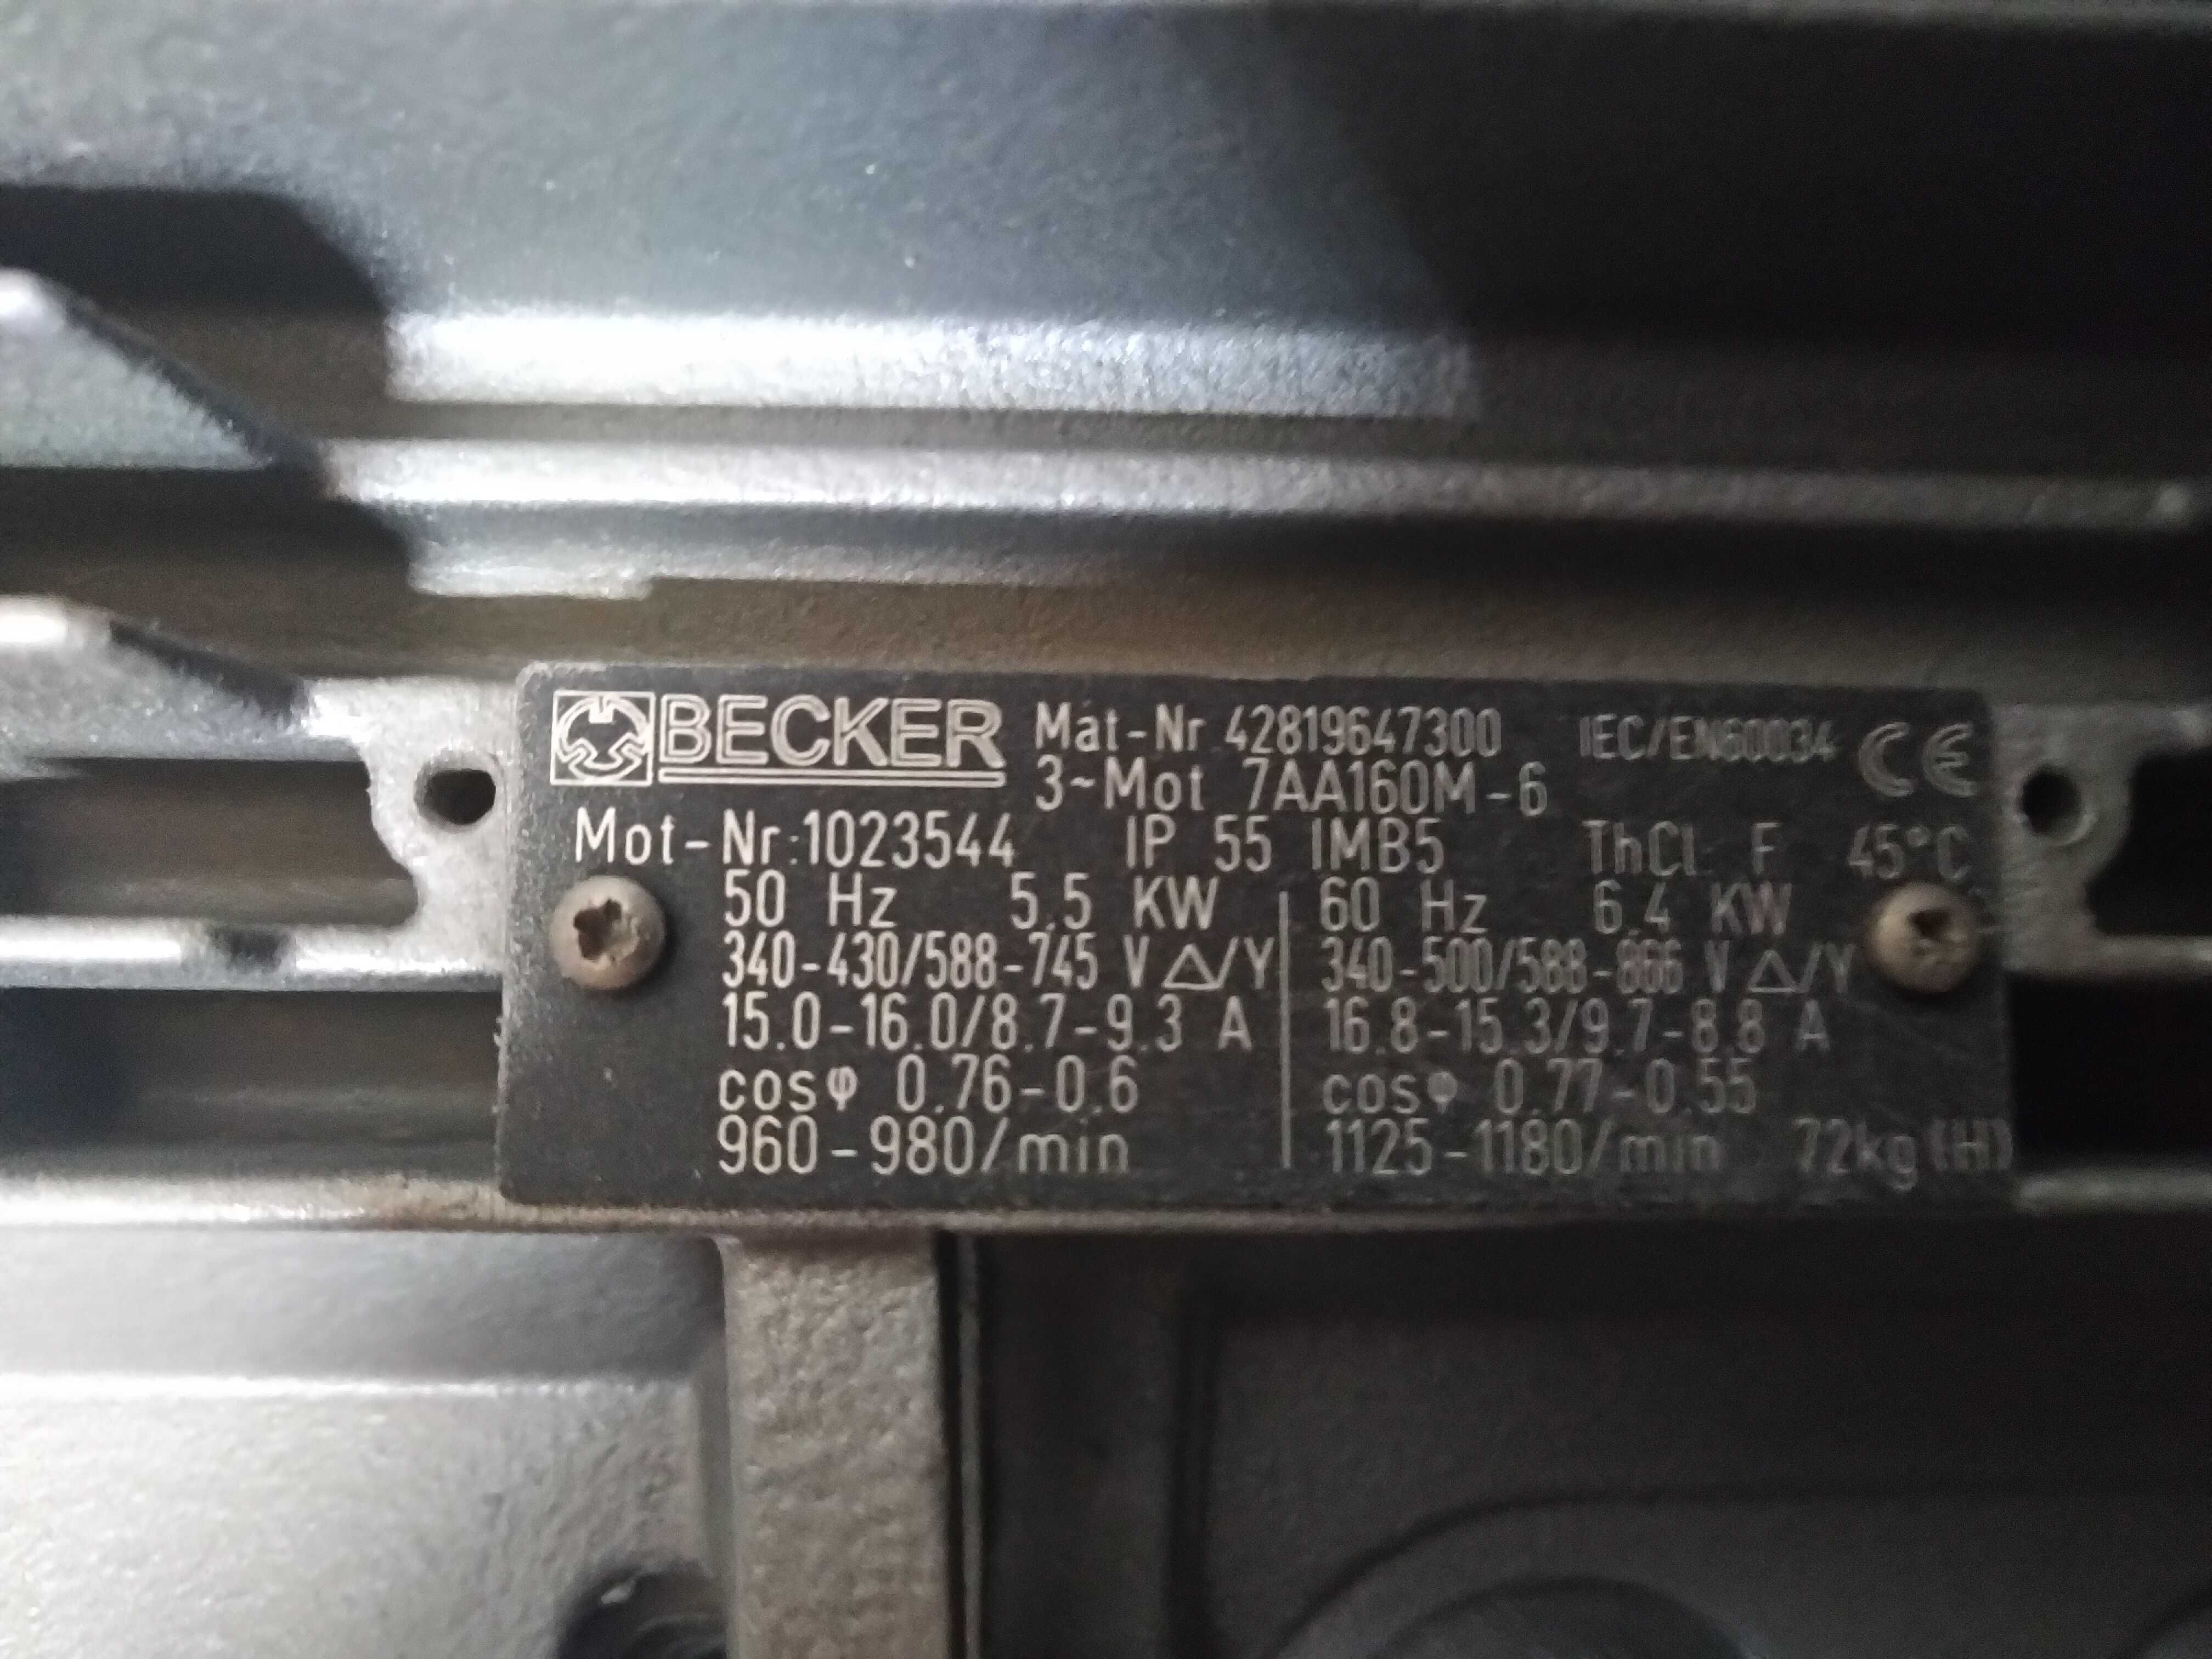 BECKER Mat-Nr 42819647300 IEC/EN60034 CE
3~Mot 7AA160M-6
Mot-Nr:1023544 IP 55 IMB5 ThCl. F 45°C
50 Hz 5.5 KW 60 Hz 6.4 KW
340-430/588-745 V △/Y 340-500/588-866 V △/Y
15.0-16.0/8.7-9.3 A 16.8-15.3/9.7-8.8 A
cosφ 0.76-0.6 cosφ 0.77-0.55
960-980/min 1125-1180/min 72kg(H)